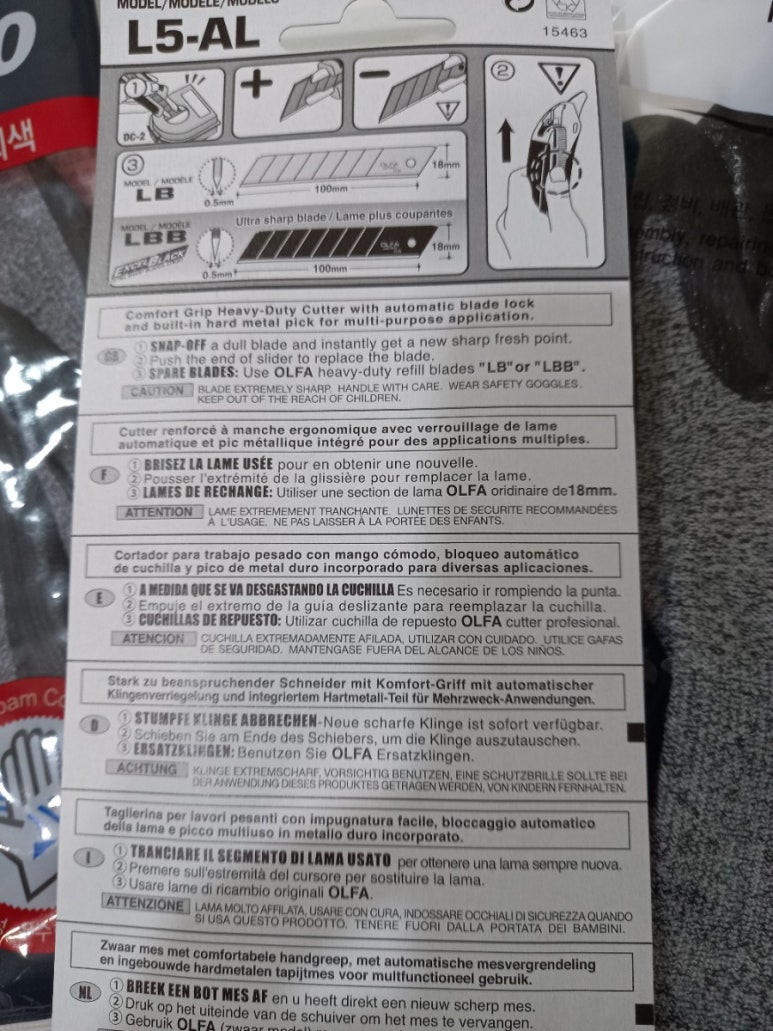 MODEL/MODÈLE/MODELO
L5-AL
15463
①
DC-2
+
−
②
③
MODEL / MODÈLE
LB
0.5mm
100mm
18mm
OLFA
Ultra sharp blade / Lame plus coupantes
MODEL / MODÈLE
LBB
EXCEL BLACK
0.5mm
100mm
18mm
OLFA
Comfort Grip Heavy-Duty Cutter with automatic blade lock
and built-in hard metal pick for multi-purpose application.
GB
① SNAP-OFF a dull blade and instantly get a new sharp fresh point.
② Push the end of slider to replace the blade.
③ SPARE BLADES: Use OLFA heavy-duty refill blades "LB" or "LBB".
CAUTION BLADE EXTREMELY SHARP. HANDLE WITH CARE. WEAR SAFETY GOGGLES.
KEEP OUT OF THE REACH OF CHILDREN.
Cutter renforcé à manche ergonomique avec verrouillage de lame
automatique et pic métallique intégré pour des applications multiples.
F
① BRISEZ LA LAME USÉE pour en obtenir une nouvelle.
② Pousser l'extrémité de la glissière pour remplacer la lame.
③ LAMES DE RECHANGE: Utiliser une section de lama OLFA oridinaire de 18mm.
ATTENTION LAME EXTREMEMENT TRANCHANTE. LUNETTES DE SECURITE RECOMMANDÉES
À L'USAGE. NE PAS LAISSER À LA PORTÉE DES ENFANTS.
Cortador para trabajo pesado con mango cómodo, bloqueo automático
de cuchilla y pico de metal duro incorporado para diversas aplicaciones.
E
① A MEDIDA QUE SE VA DESGASTANDO LA CUCHILLA Es necesario ir rompiendo la punta.
② Empuje el extremo de la guía deslizante para reemplazar la cuchilla.
③ CUCHILLAS DE REPUESTO: Utilizar cuchilla de repuesto OLFA cutter profesional.
ATENCION CUCHILLA EXTREMADAMENTE AFILADA, UTILIZAR CON CUIDADO. UTILICE GAFAS
DE SEGURIDAD. MANTENGASE FUERA DEL ALCANCE DE LOS NIÑOS.
Stark zu beanspruchender Schneider mit Komfort-Griff mit automatischer
Klingenverriegelung und integriertem Hartmetall-Teil für Mehrzweck-Anwendungen.
D
① STUMPFE KLINGE ABBRECHEN-Neue scharfe Klinge ist sofort verfügbar.
② Schieben Sie am Ende des Schiebers, um die Klinge auszutauschen.
③ ERSATZKLINGEN: Benutzen Sie OLFA Ersatzklingen.
ACHTUNG KLINGE EXTREMSCHARF, VORSICHTIG BENUTZEN, EINE SCHUTZBRILLE SOLLTE BEI
DER ANWENDUNG DIESES PRODUKTES GETRAGEN WERDEN, VON KINDERN FERNHALTEN.
Taglierina per lavori pesanti con impugnatura facile, bloccaggio automatico
della lama e picco multiuso in metallo duro incorporato.
I
① TRANCIARE IL SEGMENTO DI LAMA USATO per ottenere una lama sempre nuova.
② Premere sull'estremità del cursore per sostituire la lama.
③ Usare lame di ricambio originali OLFA.
ATTENZIONE LAMA MOLTO AFFILATA, USARE CON CURA, INDOSSARE OCCHIALI DI SICUREZZA QUANDO
SI USA QUESTO PRODOTTO. TENERE FUORI DALLA PORTATA DEI BAMBINI.
Zwaar mes met comfortabele handgreep, met automatische mesvergrendeling
en ingebouwde hardmetalen tapijtmes voor multfunctioneel gebruik.
NL
① BREEK EEN BOT MES AF en u heeft direkt een nieuw scherp mes.
② Druk op het uiteinde van de schuiver om het mes te vervangen.
③ Gebruik OLFA (zwaar model)
색
배관,
repairing
and